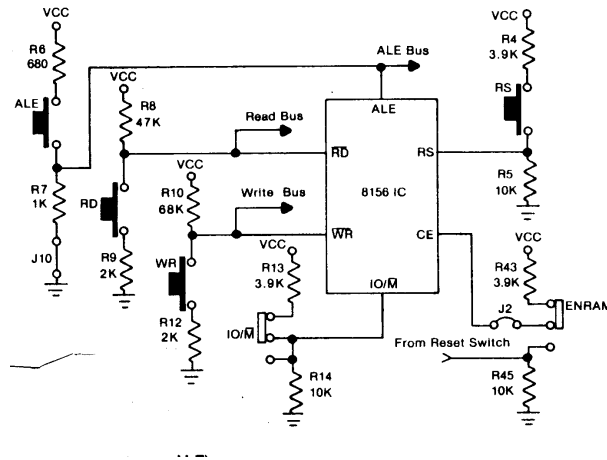 VCC
R6
680
ALE
R7
1K
J10
VCC
R8
47K
RD
R9
2K
Read Bus
VCC
R10
68K
Write Bus
WR
R12
2K
ALE Bus
ALE
RD
RS
8156 IC
WR
CE
IO/M
VCC
R13
3.9K
IO/M
R14
10K
VCC
R4
3.9K
RS
R5
10K
VCC
R43
3.9K
ENRAM
J2
From Reset Switch
R45
10K